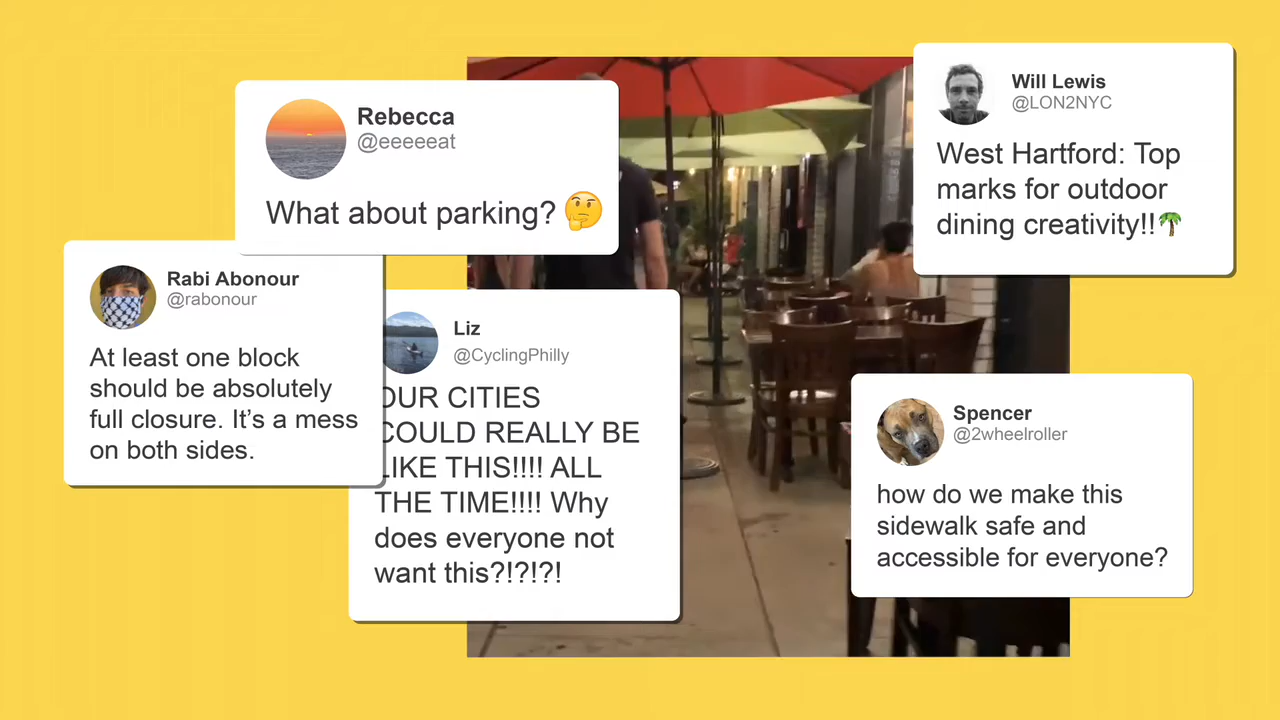 Rebecca
@eeeeeat
What about parking? 🤔
Will Lewis
@LON2NYC
West Hartford: Top
marks for outdoor
dining creativity!!🌴
Rabi Abonour
@rabonour
At least one block
should be absolutely
full closure. It’s a mess
on both sides.
Liz
@CyclingPhilly
OUR CITIES
COULD REALLY BE
LIKE THIS!!!! ALL
THE TIME!!!! Why
does everyone not
want this?!?!?!
Spencer
@2wheelroller
how do we make this
sidewalk safe and
accessible for everyone?